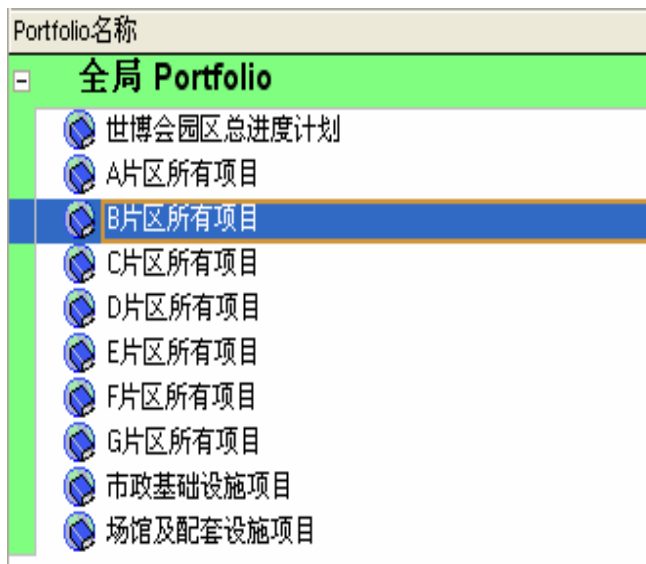 Portfolio名称
全局 Portfolio
世博会园区总进度计划
A片区所有项目
B片区所有项目
C片区所有项目
D片区所有项目
E片区所有项目
F片区所有项目
G片区所有项目
市政基础设施项目
场馆及配套设施项目